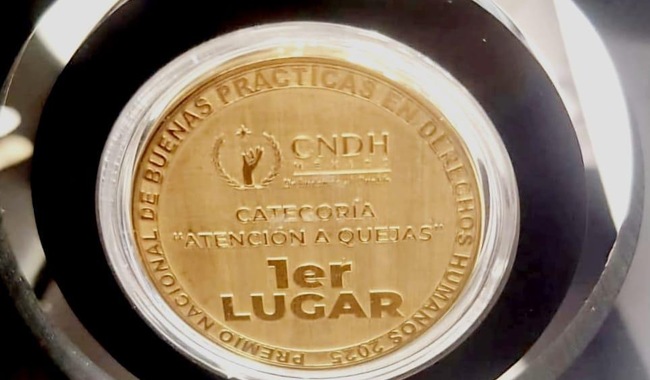 PREMIO NACIONAL DE BUENAS PRÁCTICAS EN DERECHOS HUMANOS 2025
CNDH
MÉXICO
CATEGORÍA
"ATENCIÓN A QUEJAS"
1er
LUGAR